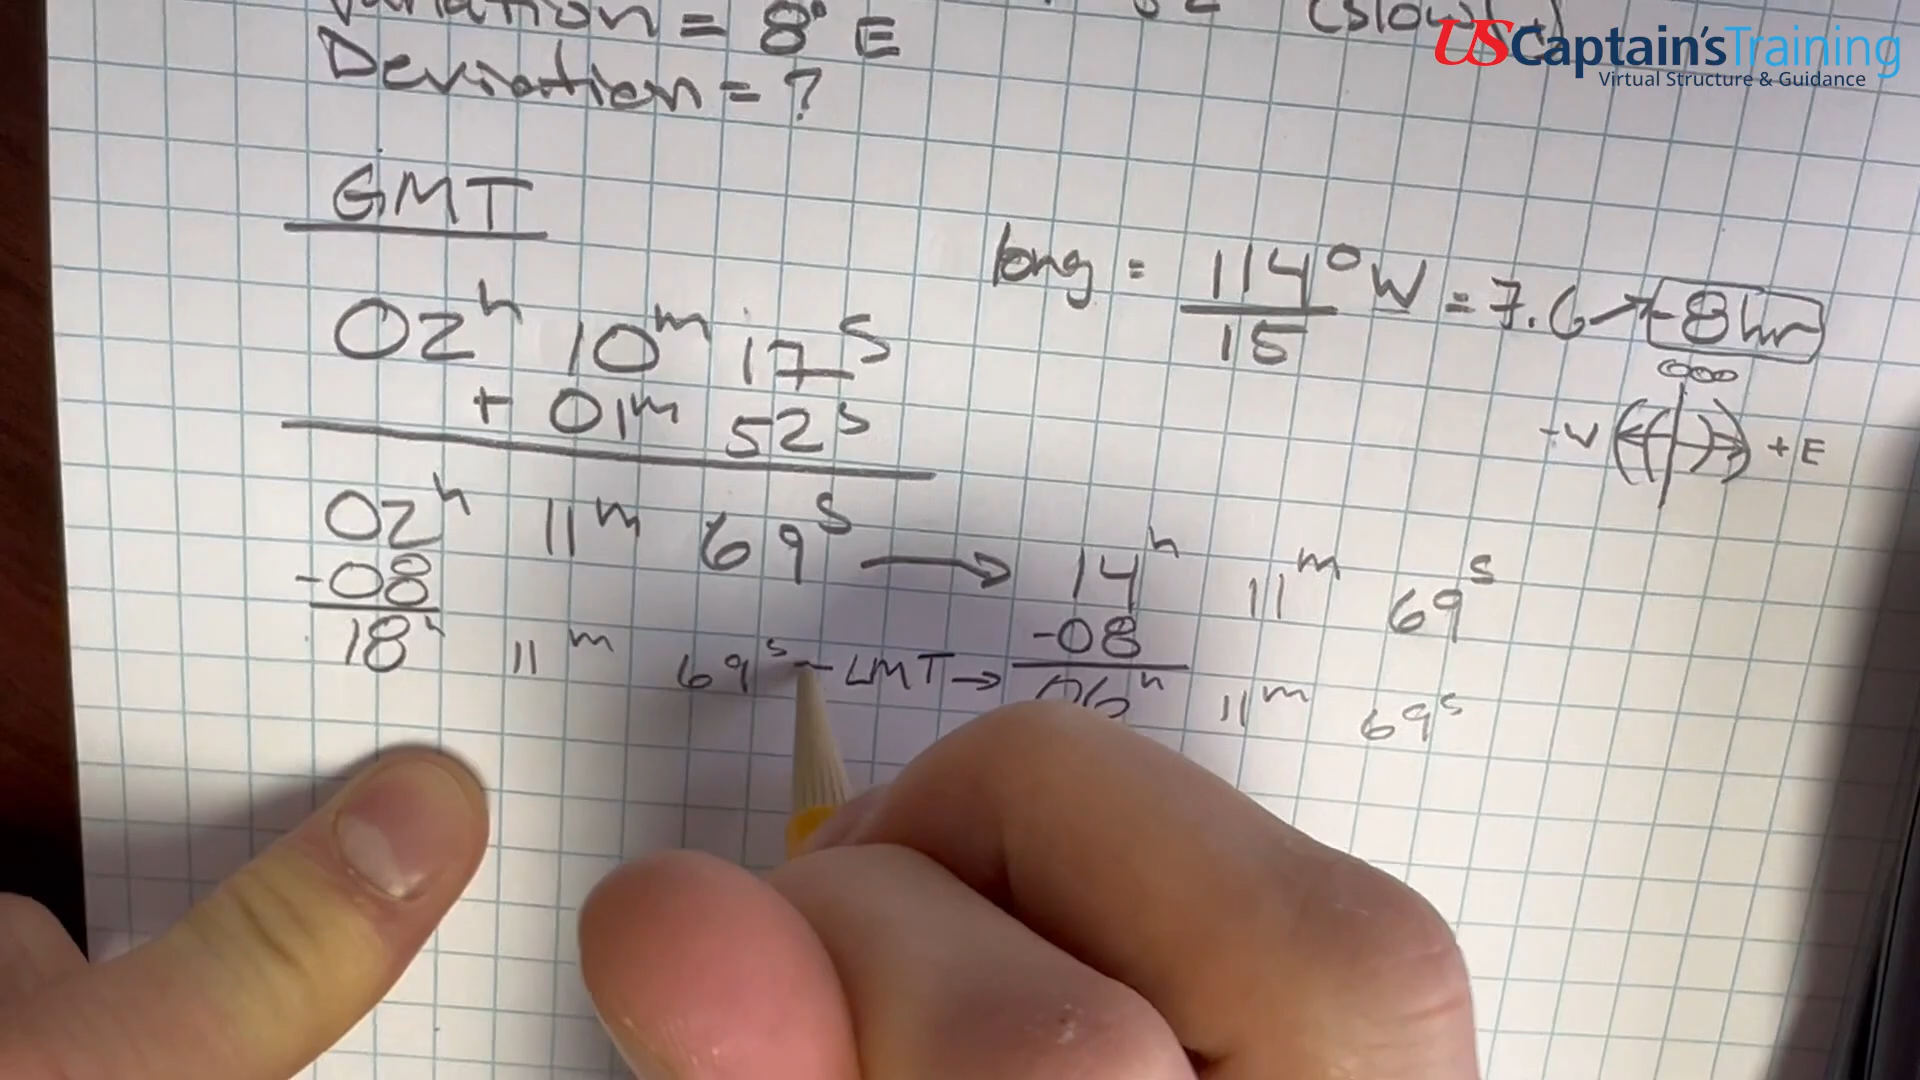 Variation = 8° E
(slow +)
USCaptain'sTraining
Virtual Structure & Guidance
Deviation = ?
GMT
long = 114° W / 15 = 7.6 → -8 hr
02h 10m 17s
+ 01m 52s
-W +E
02h 11m 69s → 14h 11m 69s
-08 -08
18h 11m 69s - LMT → 06h 11m 69s